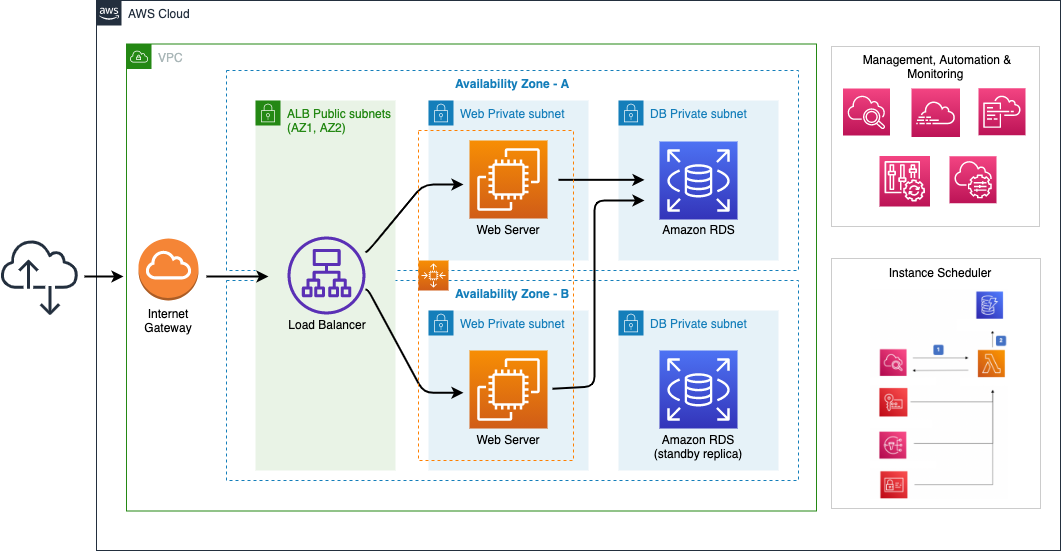 aws
AWS Cloud
VPC
Availability Zone - A
ALB Public subnets
(AZ1, AZ2)
Web Private subnet
DB Private subnet
Web Server
Amazon RDS
Internet
Gateway
Load Balancer
Availability Zone - B
Web Private subnet
DB Private subnet
Web Server
Amazon RDS
(standby replica)
Management, Automation &
Monitoring
Instance Scheduler
1
2